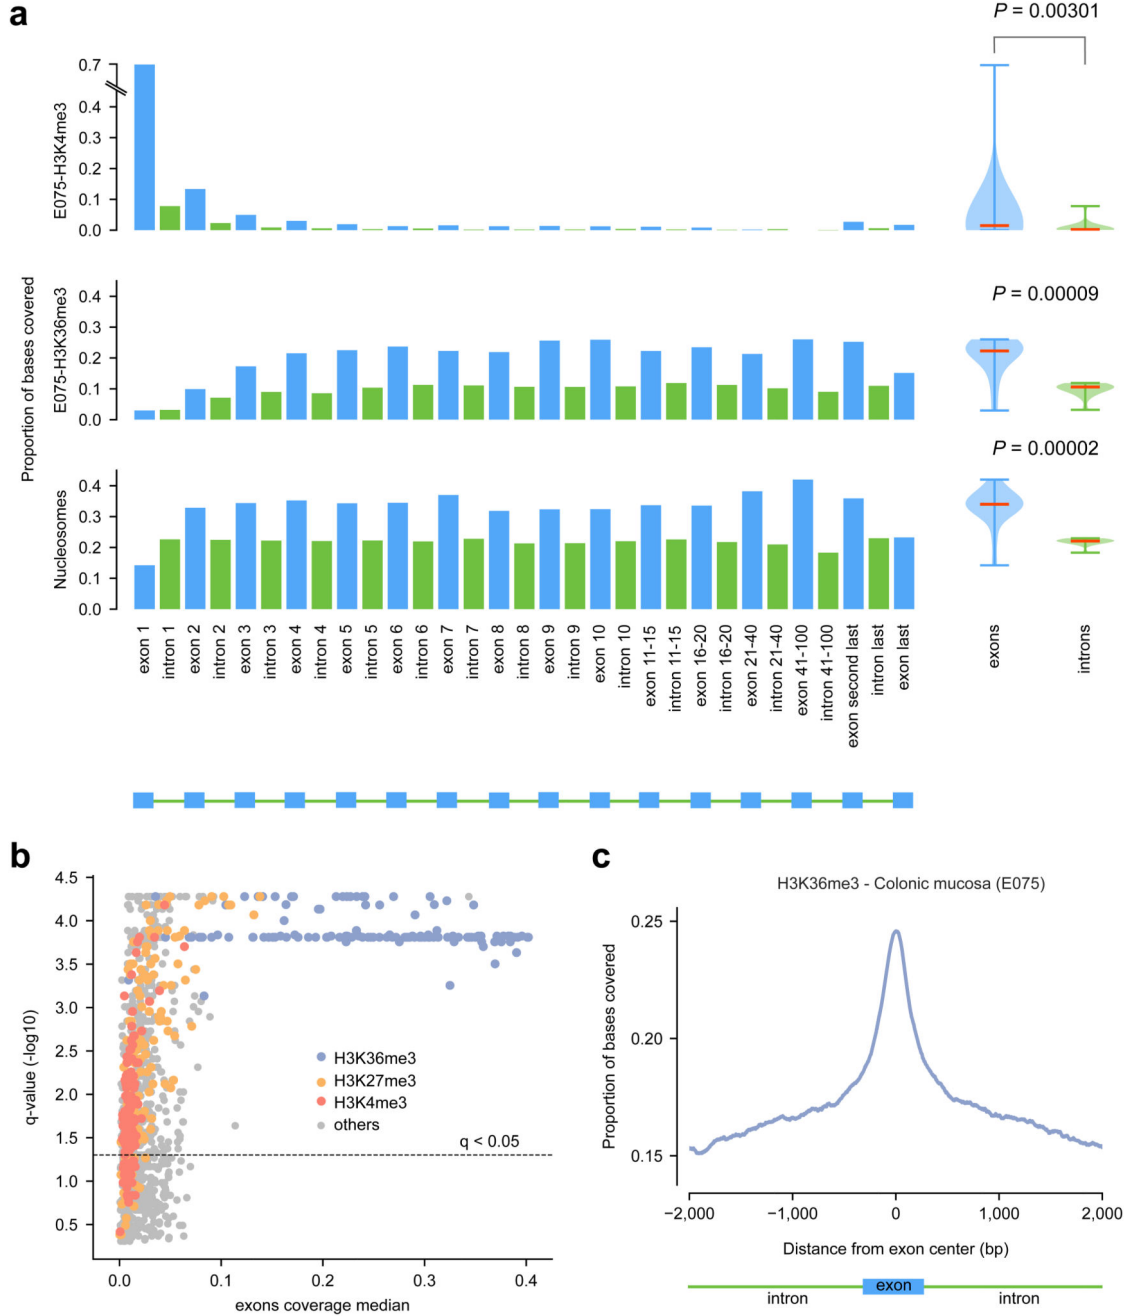 a
P = 0.00301
0.7
0.4
0.3
0.2
0.1
0.0
E075-H3K4me3
P = 0.00009
0.4
0.3
0.2
0.1
0.0
E075-H3K36me3
Proportion of bases covered
P = 0.00002
0.4
0.3
0.2
0.1
0.0
Nucleosomes
exon 1
intron 1
exon 2
intron 2
exon 3
intron 3
exon 4
intron 4
exon 5
intron 5
exon 6
intron 6
exon 7
intron 7
exon 8
intron 8
exon 9
intron 9
exon 10
intron 10
exon 11-15
intron 11-15
exon 16-20
intron 16-20
exon 21-40
intron 21-40
exon 41-100
intron 41-100
exon second last
intron last
exon last
exons
introns
b
4.5
4.0
3.5
3.0
2.5
2.0
1.5
1.0
0.5
q-value (-log10)
H3K36me3
H3K27me3
H3K4me3
others
q < 0.05
0.0 0.1 0.2 0.3 0.4
exons coverage median
c
H3K36me3 - Colonic mucosa (E075)
0.25
0.20
0.15
Proportion of bases covered
−2,000 −1,000 0 1,000 2,000
Distance from exon center (bp)
exon
intron intron